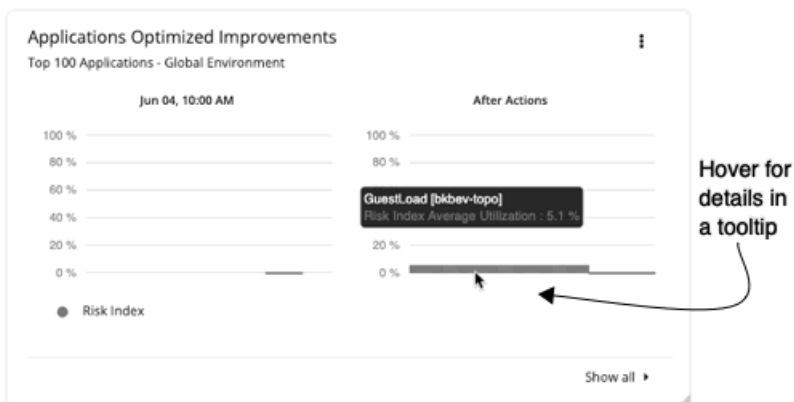 Applications Optimized Improvements
Top 100 Applications - Global Environment
Jun 04, 10:00 AM
100 %
80 %
60 %
40 %
20 %
0 %
Risk Index
After Actions
100 %
80 %
GuestLoad [bkbev-topo]
Risk Index Average Utilization : 5.1 %
20 %
0 %
Hover for
details in
a tooltip
Show all